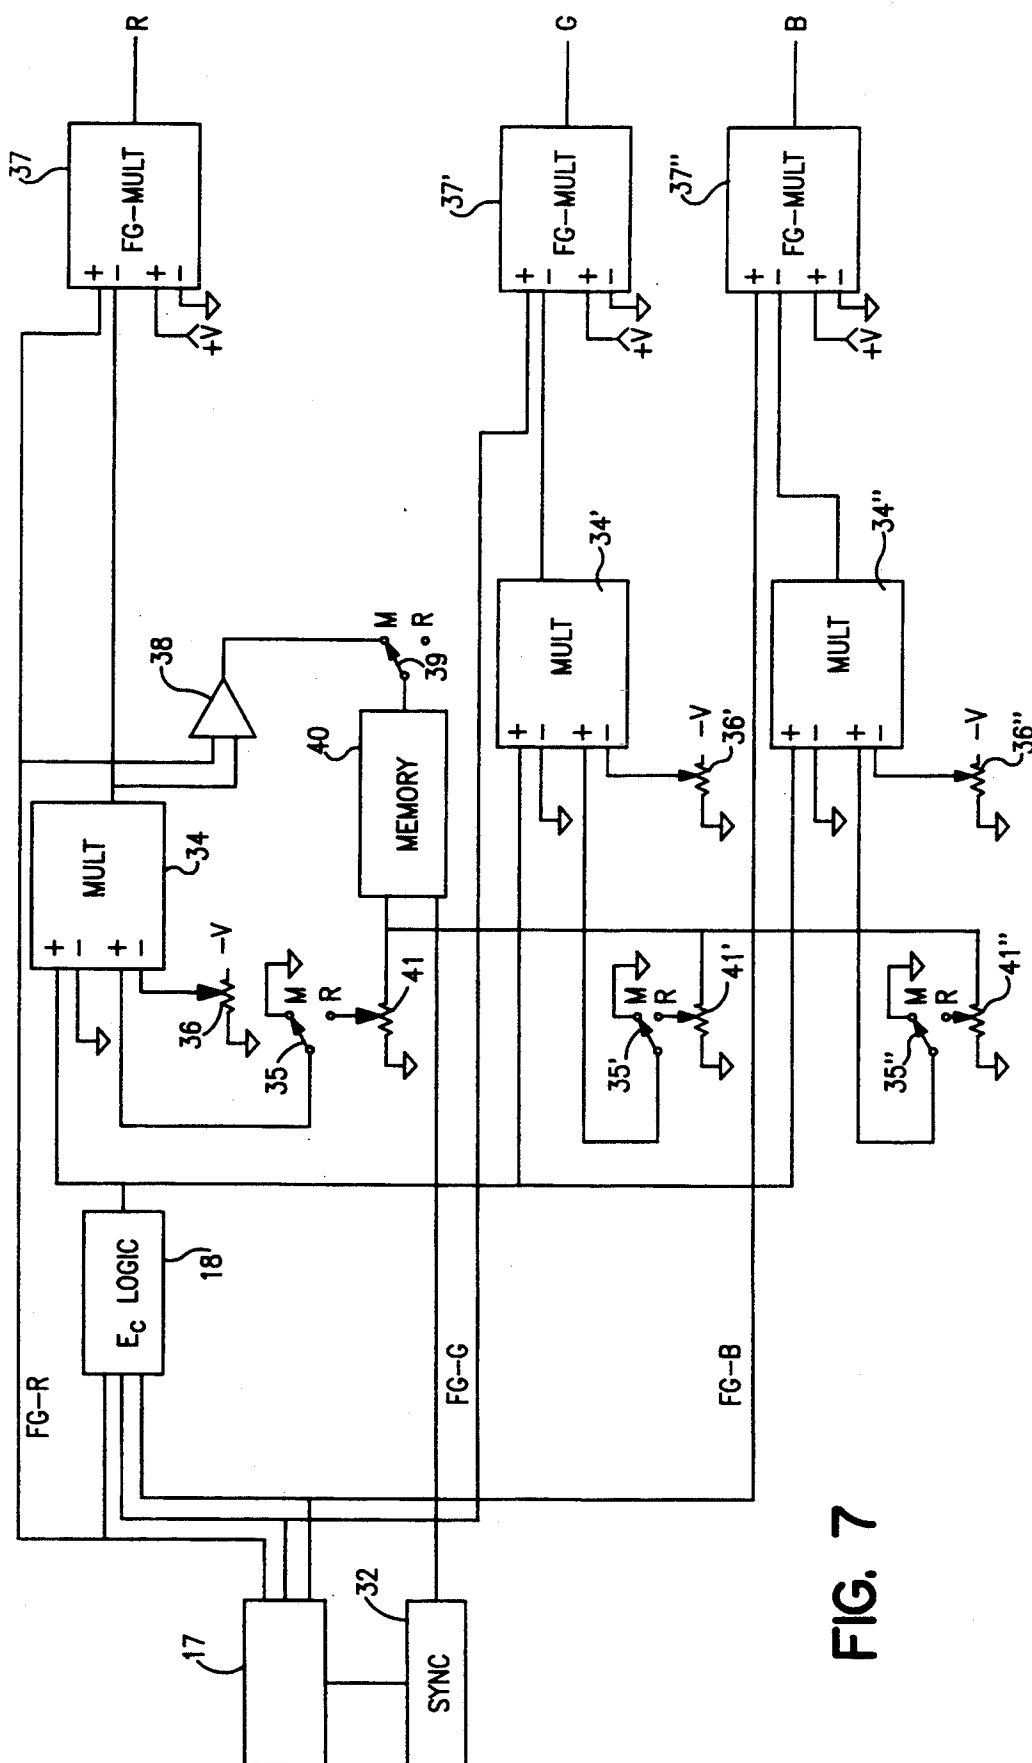 17
32
SYNC
FG-R
FG-G
FG-B
EC LOGIC
18
+
-
+
-
MULT
34
36
-V
M
R
35
41
38
M
R
39
40
MEMORY
+
-
+
-
+V
FG-MULT
37
R
+
-
+
-
MULT
34'
36'
-V
M
R
35'
41'
+
-
+
-
+V
FG-MULT
37'
G
+
-
+
-
MULT
34"
36"
-V
M
R
35"
41"
+
-
+
-
+V
FG-MULT
37"
B
FIG. 7